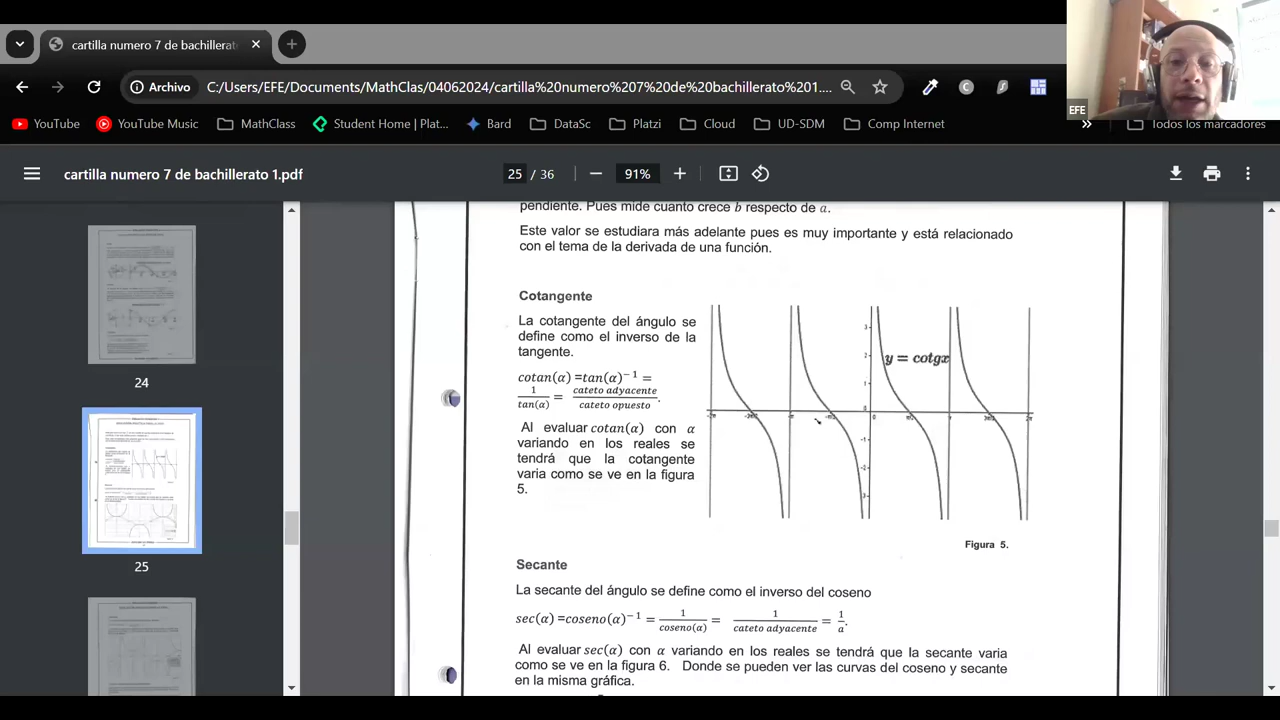 cartilla numero 7 de bachillerat
Archivo
C:/Users/EFE/Documents/MathClas/04062024/cartilla%20numero%207%20de%20bachillerato%201....
EFE
YouTube
YouTube Music
MathClass
Student Home | Plat...
Bard
DataSc
Platzi
Cloud
UD-SDM
Comp Internet
»
Todos los marcadores
cartilla numero 7 de bachillerato 1.pdf
25 / 36
91%
24
25
pendiente. Pues mide cuanto crece b respecto de a.
Este valor se estudiara más adelante pues es muy importante y está relacionado
con el tema de la derivada de una función.
Cotangente
La cotangente del ángulo se
define como el inverso de la
tangente.
cotan(α) =tan(α)⁻¹ =
1/tan(α) = cateto adyacente/cateto opuesto.
Al evaluar cotan(α) con α
variando en los reales se
tendrá que la cotangente
varia como se ve en la figura
5.
y = cotgx
3
2
1
0
0
-1
-2
-3
Figura 5.
Secante
La secante del ángulo se define como el inverso del coseno
sec(α) =coseno(α)⁻¹ = 1/coseno(α) = 1/cateto adyacente = 1/a.
Al evaluar sec(α) con α variando en los reales se tendrá que la secante varia
como se ve en la figura 6. Donde se pueden ver las curvas del coseno y secante
en la misma gráfica.